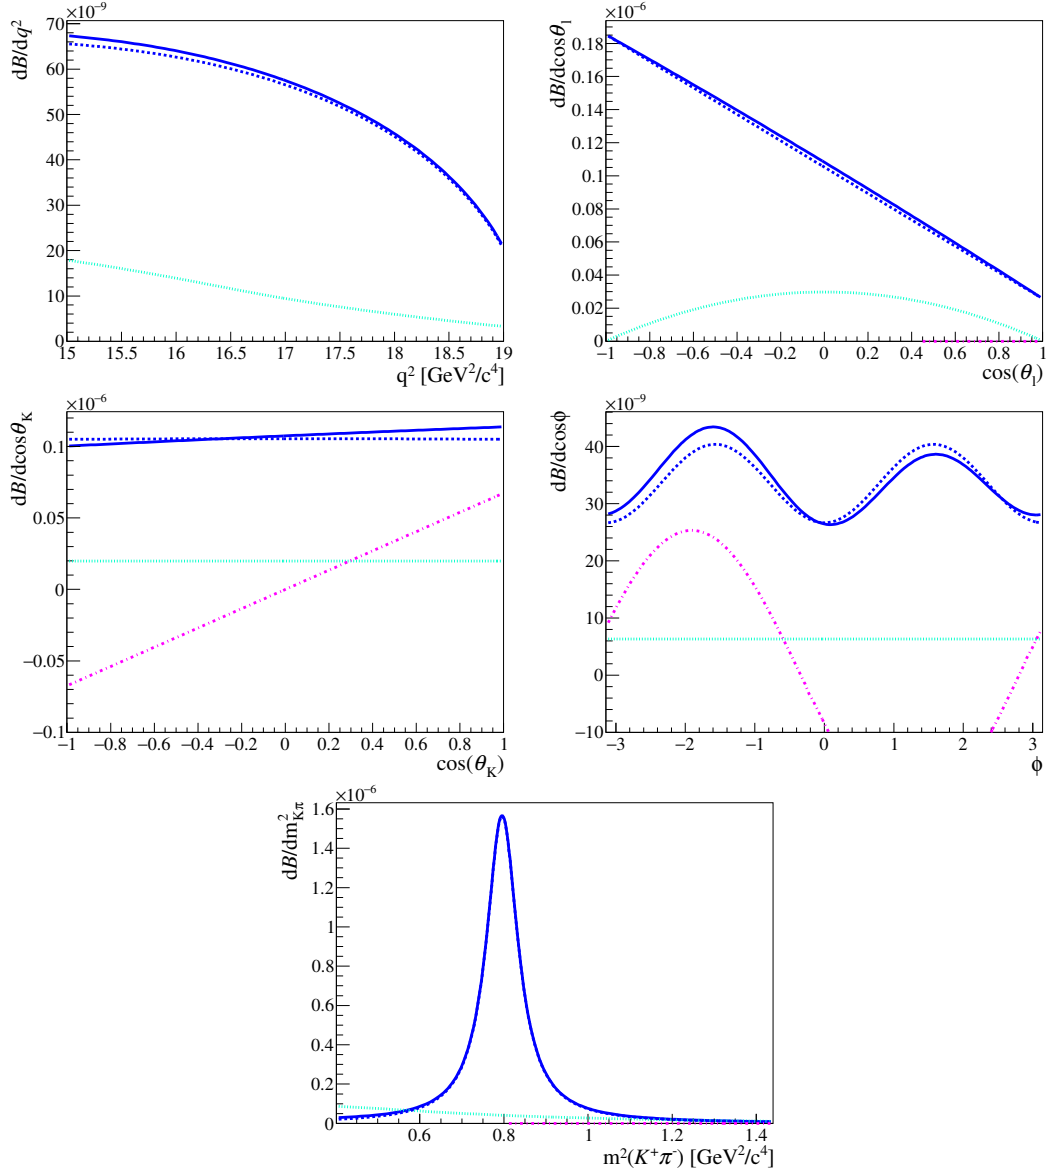 ×10⁻⁹
dB/dq²
70
60
50
40
30
20
10
0
15 15.5 16 16.5 17 17.5 18 18.5 19
q² [GeV²/c⁴]
×10⁻⁶
dB/dcosθ_l
0.18
0.16
0.14
0.12
0.1
0.08
0.06
0.04
0.02
0
−1 −0.8 −0.6 −0.4 −0.2 0 0.2 0.4 0.6 0.8 1
cos(θ_l)
×10⁻⁶
dB/dcosθ_K
0.1
0.05
0
−0.05
−0.1
−1 −0.8 −0.6 −0.4 −0.2 0 0.2 0.4 0.6 0.8 1
cos(θ_K)
×10⁻⁹
dB/dcosϕ
40
30
20
10
0
−10
−3 −2 −1 0 1 2 3
ϕ
×10⁻⁶
dB/dm²_Kπ
1.6
1.4
1.2
1
0.8
0.6
0.4
0.2
0
0.6 0.8 1 1.2 1.4
m²(K⁺π⁻) [GeV²/c⁴]